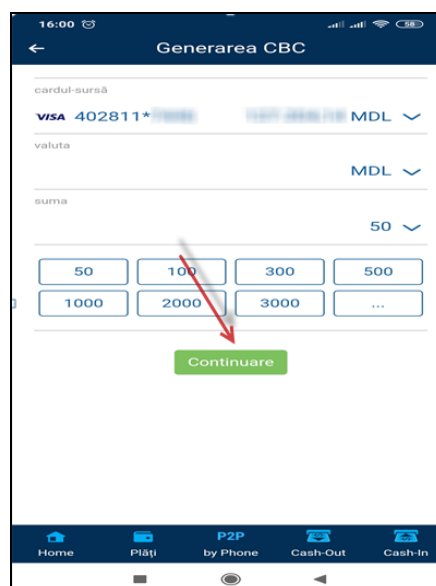 16:00 58
Generarea CBC
cardul-sursă
VISA 402811* MDL
valuta
MDL
suma
50
50 100 300 500
1000 2000 3000 ...
Continuare
Home Plăți P2P by Phone Cash-Out Cash-In